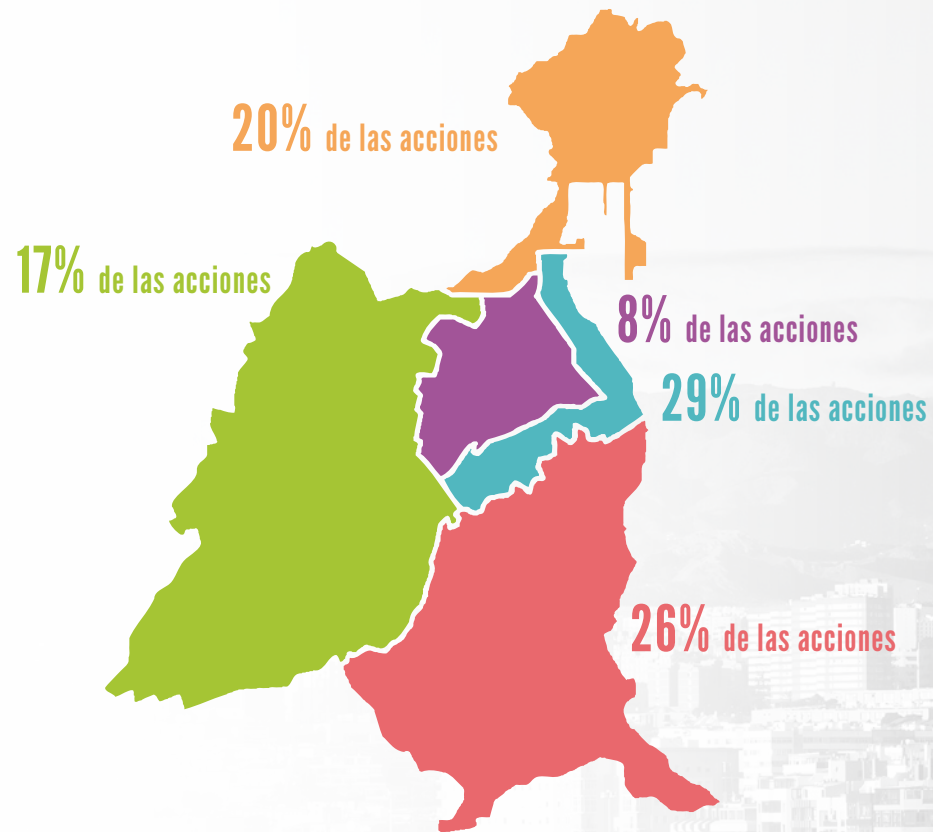 20% de las acciones
17% de las acciones
8% de las acciones
29% de las acciones
26% de las acciones